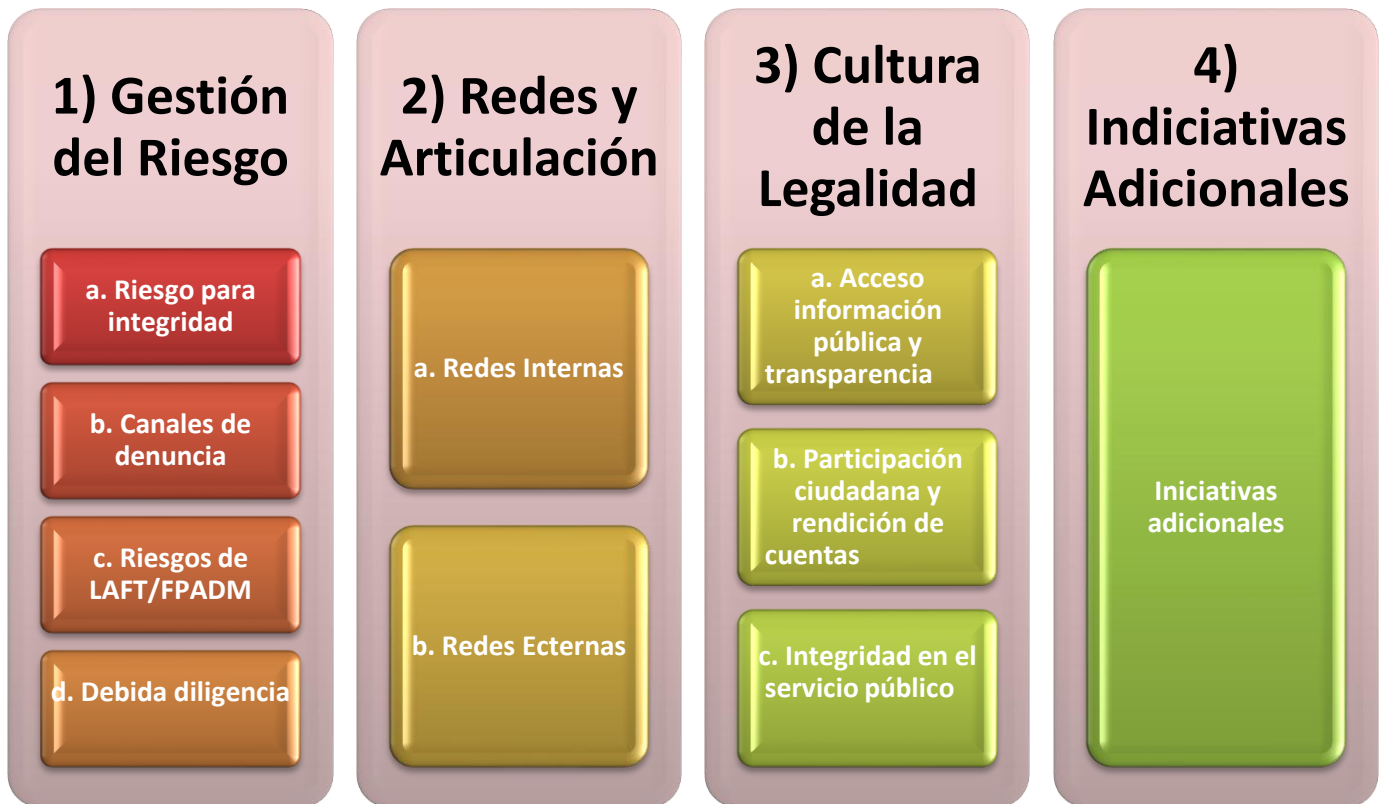 1) Gestión
del Riesgo
a. Riesgo para
integridad
b. Canales de
denuncia
c. Riesgos de
LAFT/FPADM
d. Debida diligencia
2) Redes y
Articulación
a. Redes Internas
b. Redes Ecternas
3) Cultura
de la
Legalidad
a. Acceso
información
pública y
transparencia
b. Participación
ciudadana y
rendición de
cuentas
c. Integridad en el
servicio público
4)
Indiciativas
Adicionales
Iniciativas
adicionales